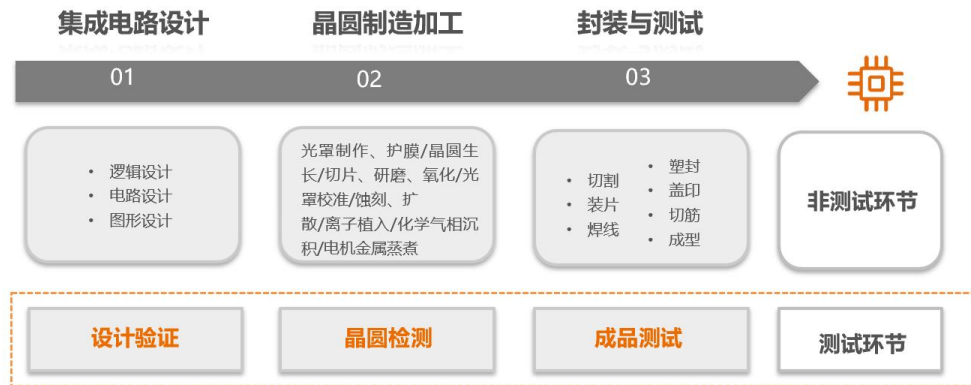 集成电路设计
晶圆制造加工
封装与测试
01
02
03
• 逻辑设计
• 电路设计
• 图形设计
光罩制作、护膜/晶圆生
长/切片、研磨、氧化/光
罩校准/蚀刻、扩
散/离子植入/化学气相沉
积/电机金属蒸煮
• 切割
• 装片
• 焊线
• 塑封
• 盖印
• 切筋
• 成型
非测试环节
设计验证
晶圆检测
成品测试
测试环节